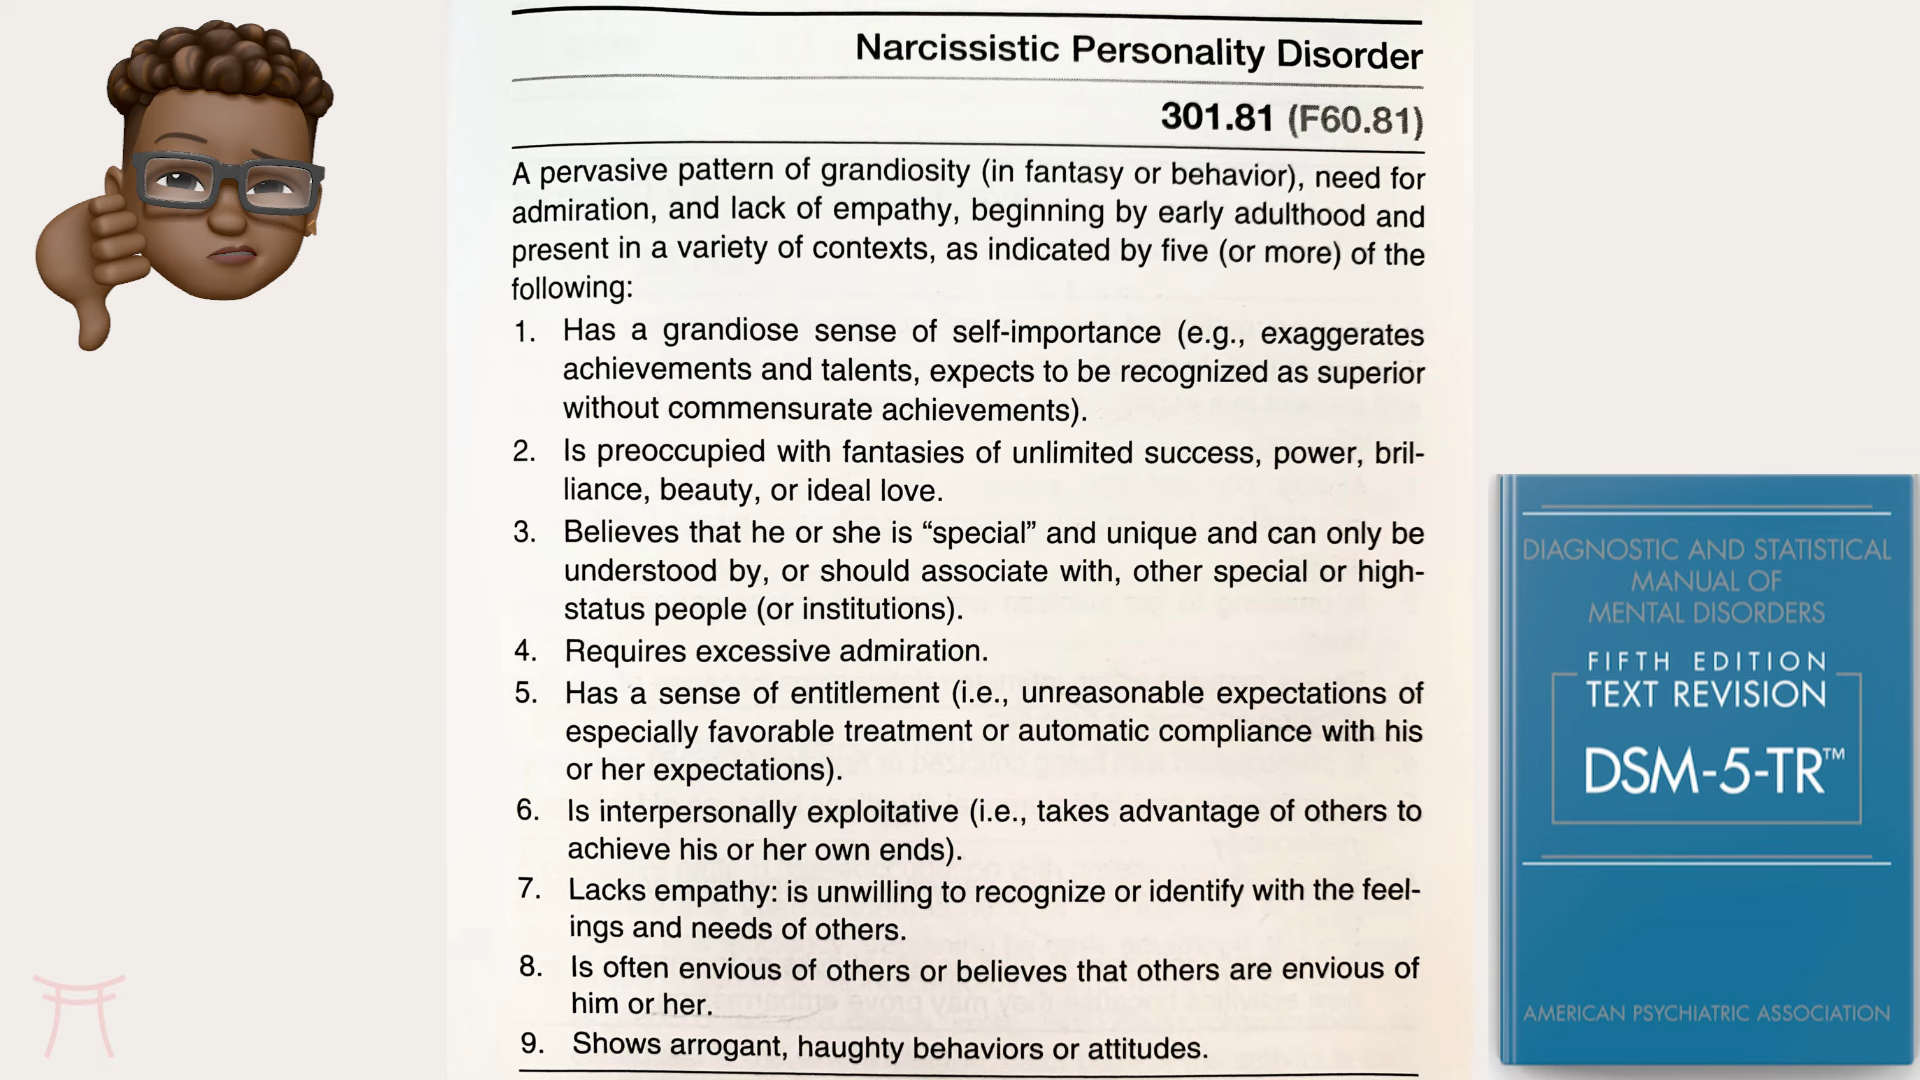 Narcissistic Personality Disorder
301.81 (F60.81)
A pervasive pattern of grandiosity (in fantasy or behavior), need for
admiration, and lack of empathy, beginning by early adulthood and
present in a variety of contexts, as indicated by five (or more) of the
following:
1. Has a grandiose sense of self-importance (e.g., exaggerates
achievements and talents, expects to be recognized as superior
without commensurate achievements).
2. Is preoccupied with fantasies of unlimited success, power, bril-
liance, beauty, or ideal love.
3. Believes that he or she is “special” and unique and can only be
understood by, or should associate with, other special or high-
status people (or institutions).
4. Requires excessive admiration.
5. Has a sense of entitlement (i.e., unreasonable expectations of
especially favorable treatment or automatic compliance with his
or her expectations).
6. Is interpersonally exploitative (i.e., takes advantage of others to
achieve his or her own ends).
7. Lacks empathy: is unwilling to recognize or identify with the feel-
ings and needs of others.
8. Is often envious of others or believes that others are envious of
him or her.
9. Shows arrogant, haughty behaviors or attitudes.
DIAGNOSTIC AND STATISTICAL
MANUAL OF
MENTAL DISORDERS
FIFTH EDITION
TEXT REVISION
DSM-5-TR™
AMERICAN PSYCHIATRIC ASSOCIATION